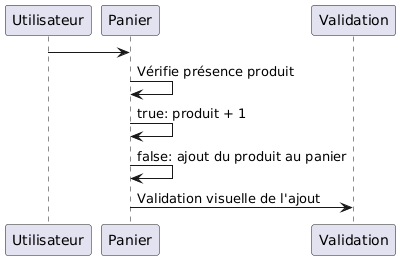 Utilisateur Panier Validation
Vérifie présence produit
true: produit + 1
false: ajout du produit au panier
Validation visuelle de l'ajout
Utilisateur Panier Validation